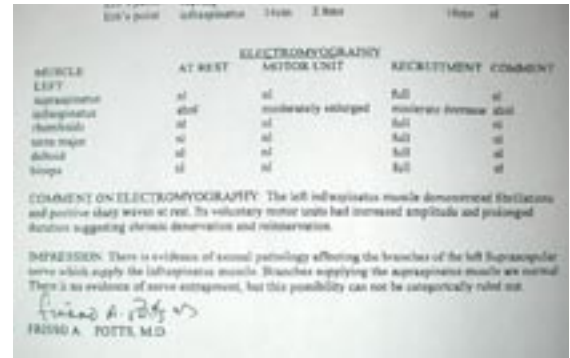 Erb's point infraspinatus
ELECTROMYOGRAPHY
MUSCLE AT REST MOTOR UNIT RECRUITMENT COMMENT
LEFT
supraspinatus nl nl full nl
infraspinatus abnl moderately enlarged moderate decrease abnl
rhomboids nl nl full nl
teres major nl nl full nl
deltoid nl nl full nl
biceps nl nl full nl
COMMENT ON ELECTROMYOGRAPHY: The left infraspinatus muscle demonstrated fibrillations
and positive sharp waves at rest. Its voluntary motor units had increased amplitude and prolonged
duration suggesting chronic denervation and reinnervation.
IMPRESSION: There is evidence of axonal pathology affecting the branches of the left Suprascapular
nerve which supply the infraspinatus muscle. Branches supplying the supraspinatus muscle are normal.
There is no evidence of nerve entrapment, but this possibility can not be categorically ruled out.
FRISSO A. POTTS, M.D.